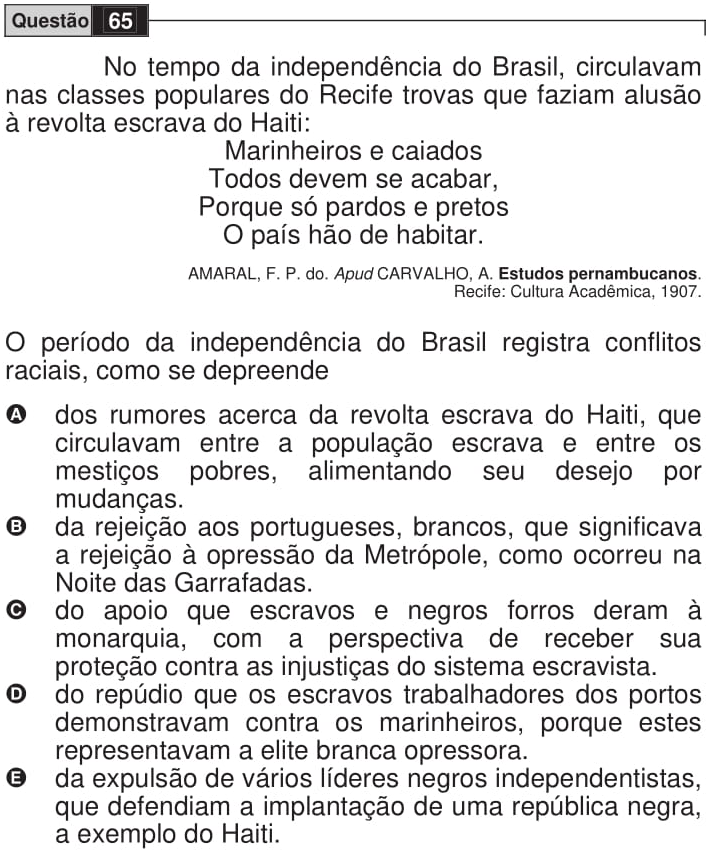 Questão 65
No tempo da independência do Brasil, circulavam
nas classes populares do Recife trovas que faziam alusão
à revolta escrava do Haiti:
Marinheiros e caiados
Todos devem se acabar,
Porque só pardos e pretos
O país hão de habitar.
AMARAL, F. P. do. Apud CARVALHO, A. Estudos pernambucanos.
Recife: Cultura Acadêmica, 1907.
O período da independência do Brasil registra conflitos
raciais, como se depreende
A dos rumores acerca da revolta escrava do Haiti, que
circulavam entre a população escrava e entre os
mestiços pobres, alimentando seu desejo por
mudanças.
B da rejeição aos portugueses, brancos, que significava
a rejeição à opressão da Metrópole, como ocorreu na
Noite das Garrafadas.
C do apoio que escravos e negros forros deram à
monarquia, com a perspectiva de receber sua
proteção contra as injustiças do sistema escravista.
D do repúdio que os escravos trabalhadores dos portos
demonstravam contra os marinheiros, porque estes
representavam a elite branca opressora.
E da expulsão de vários líderes negros independentistas,
que defendiam a implantação de uma república negra,
a exemplo do Haiti.